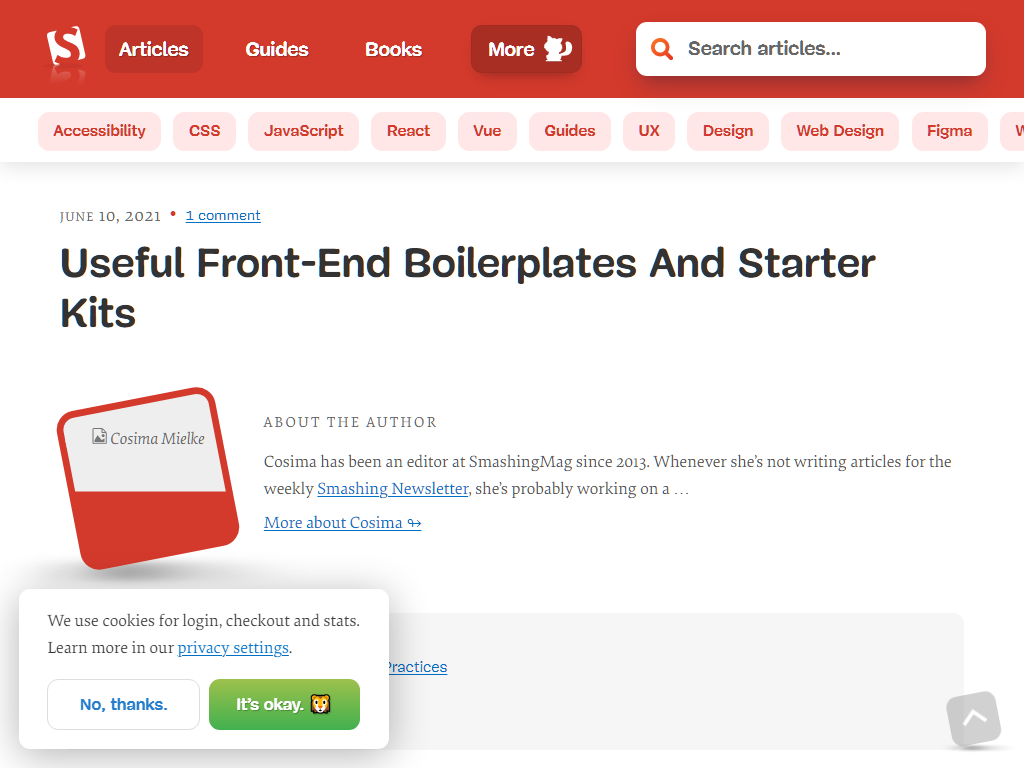 Articles
Guides
Books
More
Search articles...
Accessibility
CSS
JavaScript
React
Vue
Guides
UX
Design
Web Design
Figma
JUNE 10, 2021 • 1 comment
Useful Front-End Boilerplates And Starter
Kits
Cosima Mielke
ABOUT THE AUTHOR
Cosima has been an editor at SmashingMag since 2013. Whenever she’s not writing articles for the
weekly Smashing Newsletter, she’s probably working on a …
More about Cosima ↬
We use cookies for login, checkout and stats.
Learn more in our privacy settings.
Practices
No, thanks.
It’s okay. 🐯